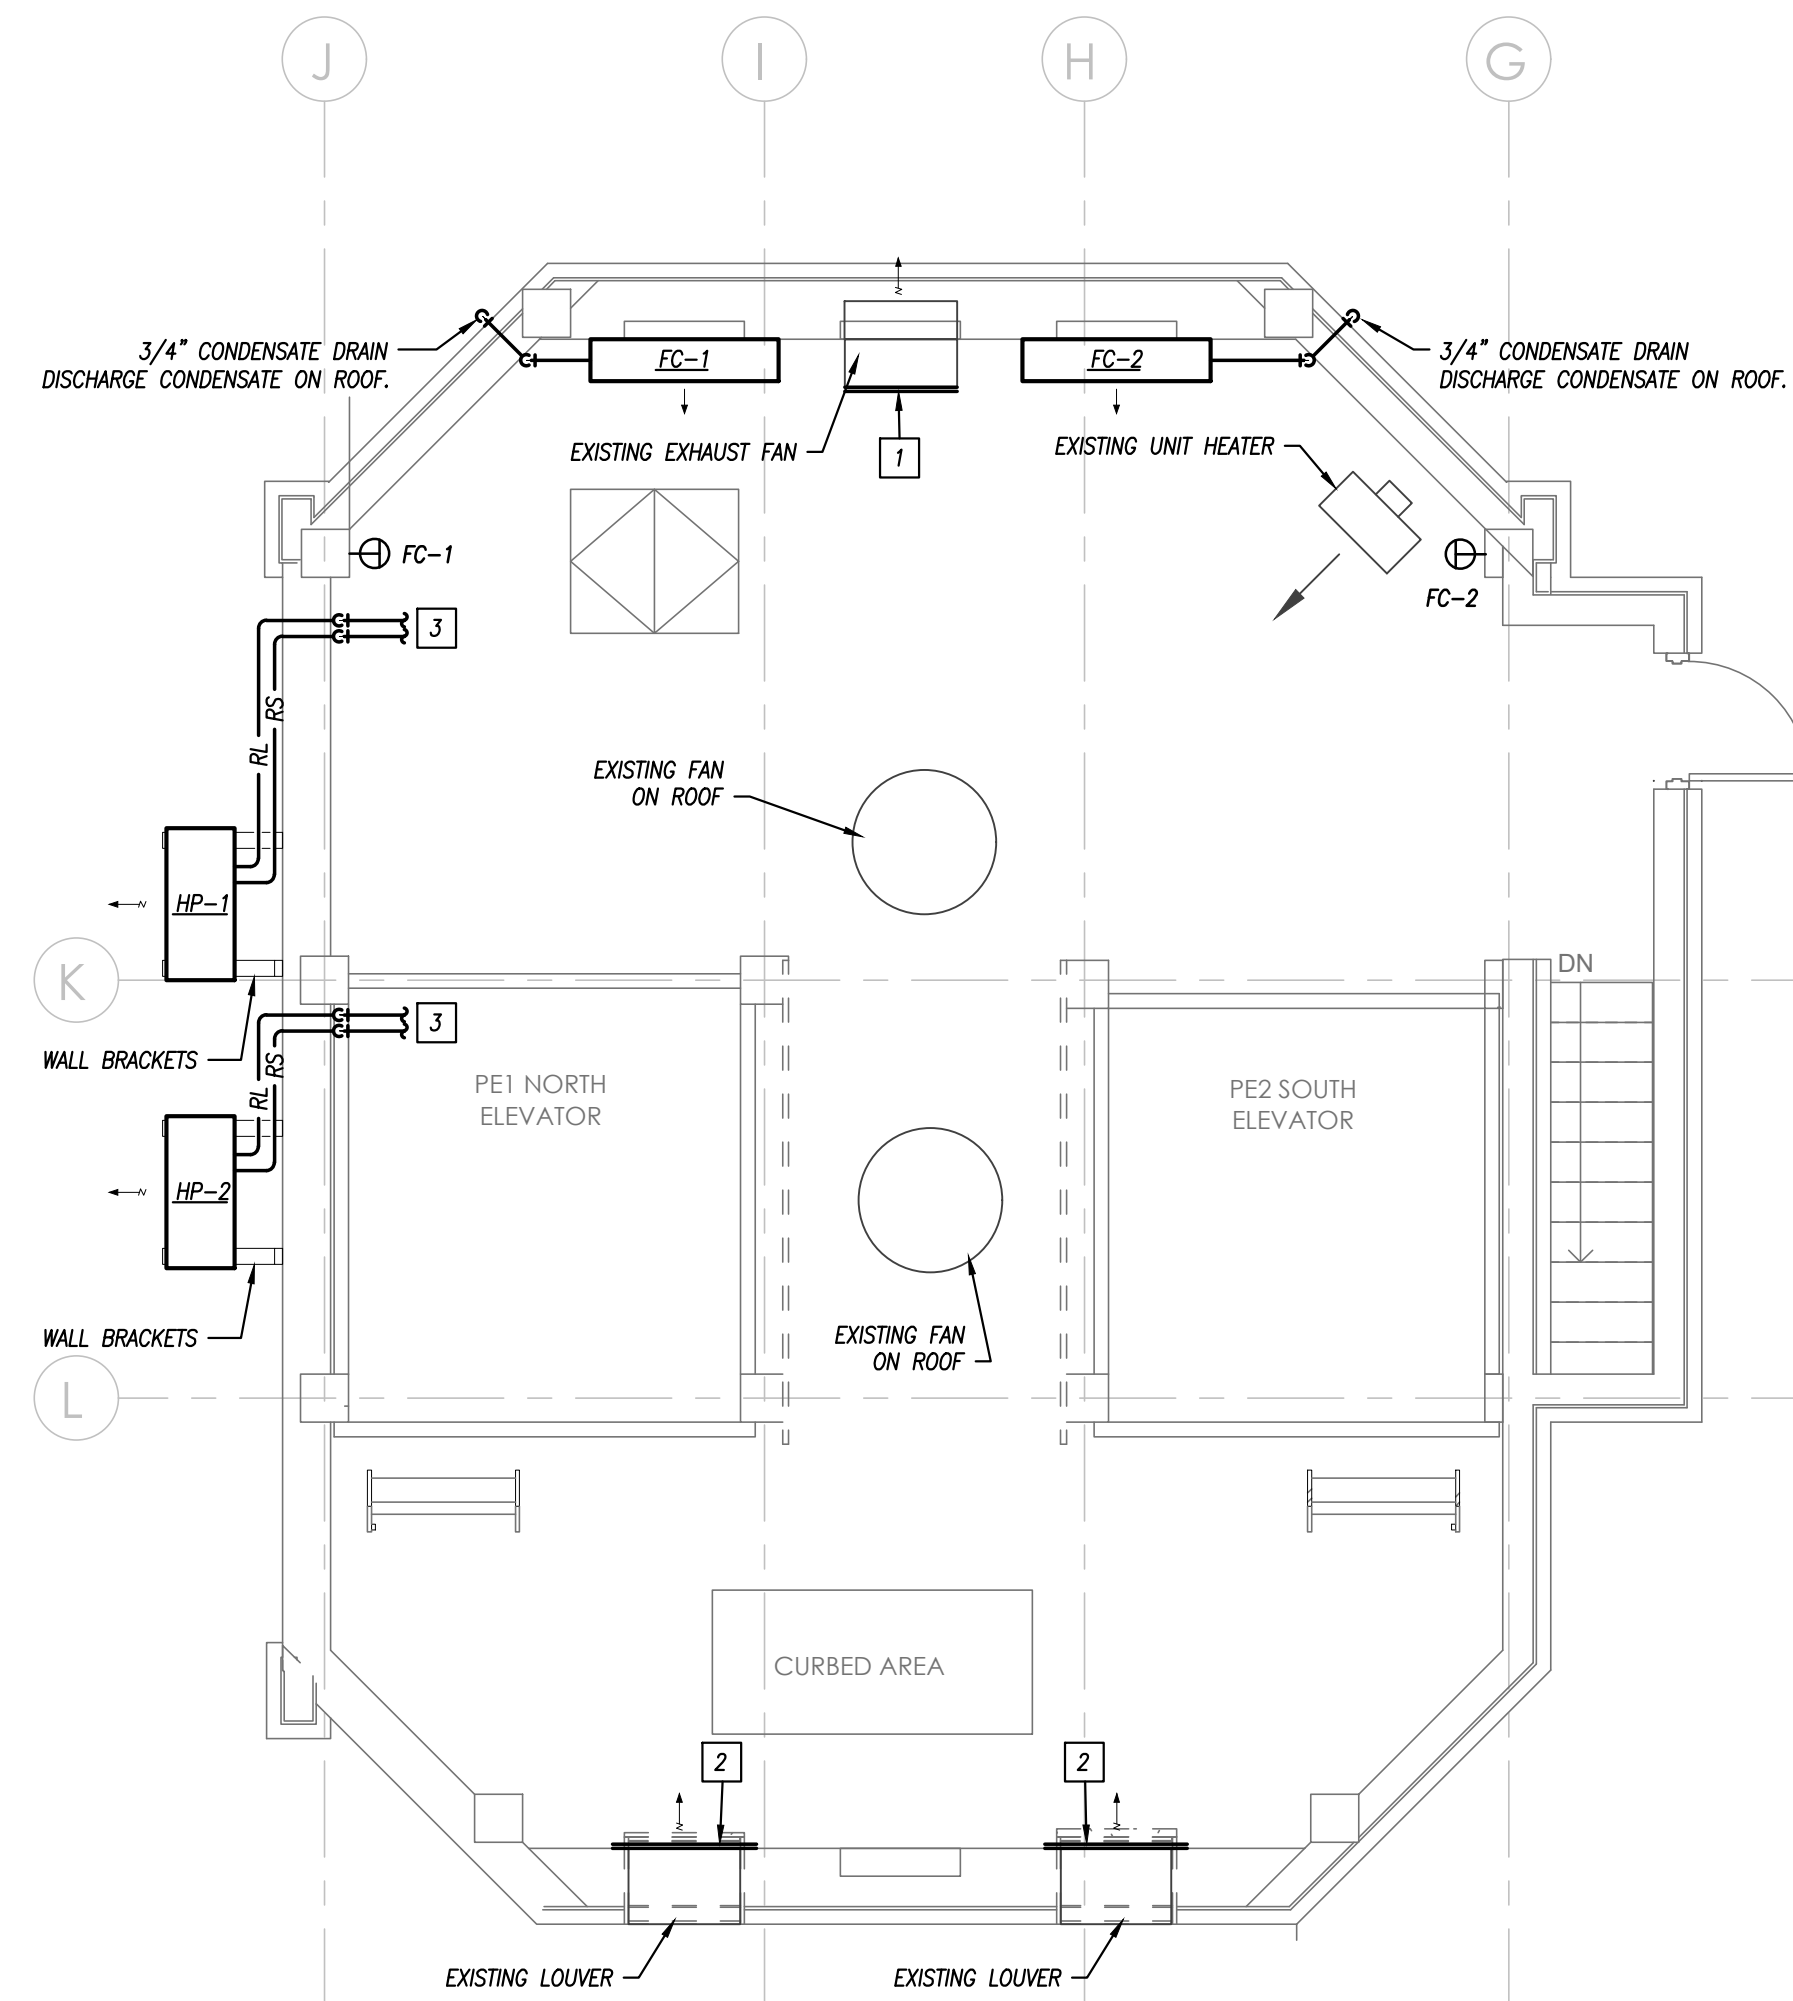 J
I
H
G
3/4" CONDENSATE DRAIN
DISCHARGE CONDENSATE ON ROOF.
FC-1
FC-2
3/4" CONDENSATE DRAIN
DISCHARGE CONDENSATE ON ROOF.
EXISTING EXHAUST FAN
1
EXISTING UNIT HEATER
FC-1
FC-2
3
RS
RL
EXISTING FAN
ON ROOF
HP-1
K
DN
3
WALL BRACKETS
RS
RL
PE1 NORTH
ELEVATOR
PE2 SOUTH
ELEVATOR
HP-2
WALL BRACKETS
EXISTING FAN
ON ROOF
L
CURBED AREA
2
2
EXISTING LOUVER
EXISTING LOUVER